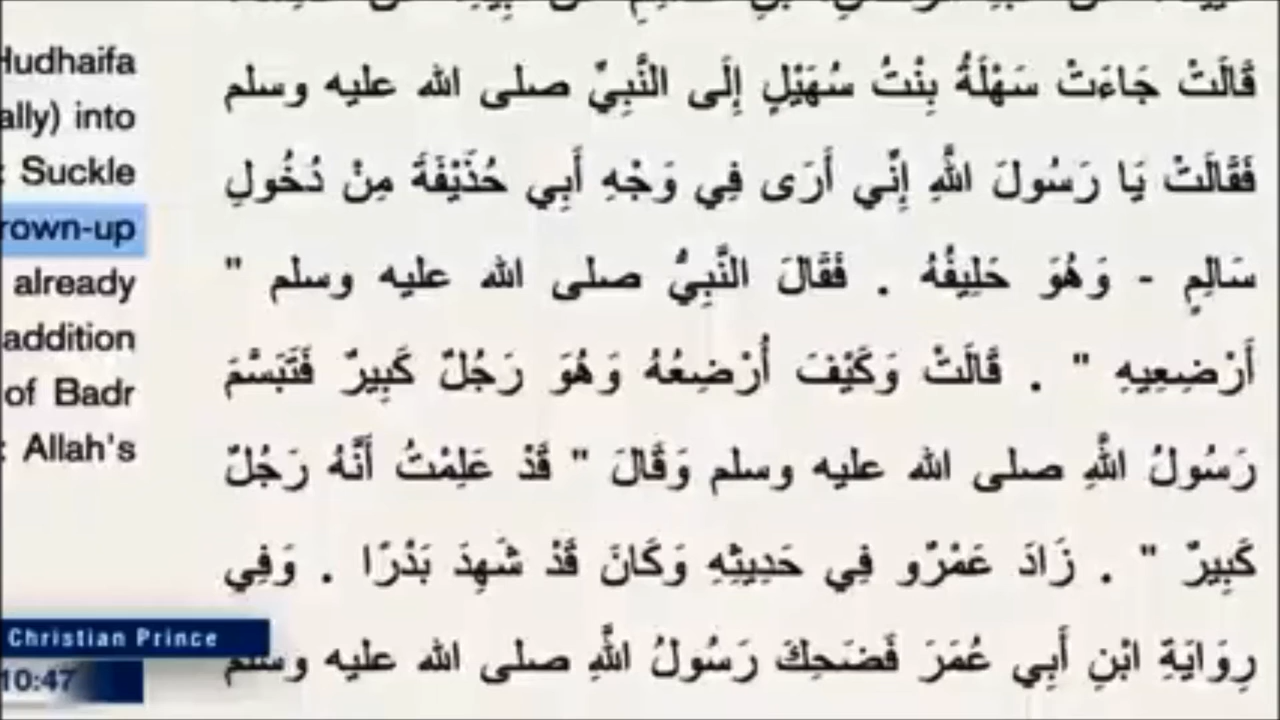 Hudhaifa
ally) into
: Suckle
rown-up
already
addition
of Badr
: Allah's
قَالَتْ جَاءَتْ سَهْلَةُ بِنْتُ سُهَيْلٍ إِلَى النَّبِيِّ صلى الله عليه وسلم
فَقَالَتْ يَا رَسُولَ اللَّهِ إِنِّي أَرَى فِي وَجْهِ أَبِي حُذَيْفَةَ مِنْ دُخُولِ
سَالِمٍ - وَهُوَ حَلِيفُهُ . فَقَالَ النَّبِيُّ صلى الله عليه وسلم "
أَرْضِعِيهِ " . قَالَتْ وَكَيْفَ أُرْضِعُهُ وَهُوَ رَجُلٌ كَبِيرٌ فَتَبَسَّمَ
رَسُولُ اللَّهِ صلى الله عليه وسلم وَقَالَ " قَدْ عَلِمْتُ أَنَّهُ رَجُلٌ
كَبِيرٌ " . زَادَ عَمْرٌو فِي حَدِيثِهِ وَكَانَ قَدْ شَهِدَ بَدْرًا . وَفِي
رِوَايَةِ ابْنِ أَبِي عُمَرَ فَضَحِكَ رَسُولُ اللَّهِ صلى الله عليه وسلم
Christian Prince
10:47